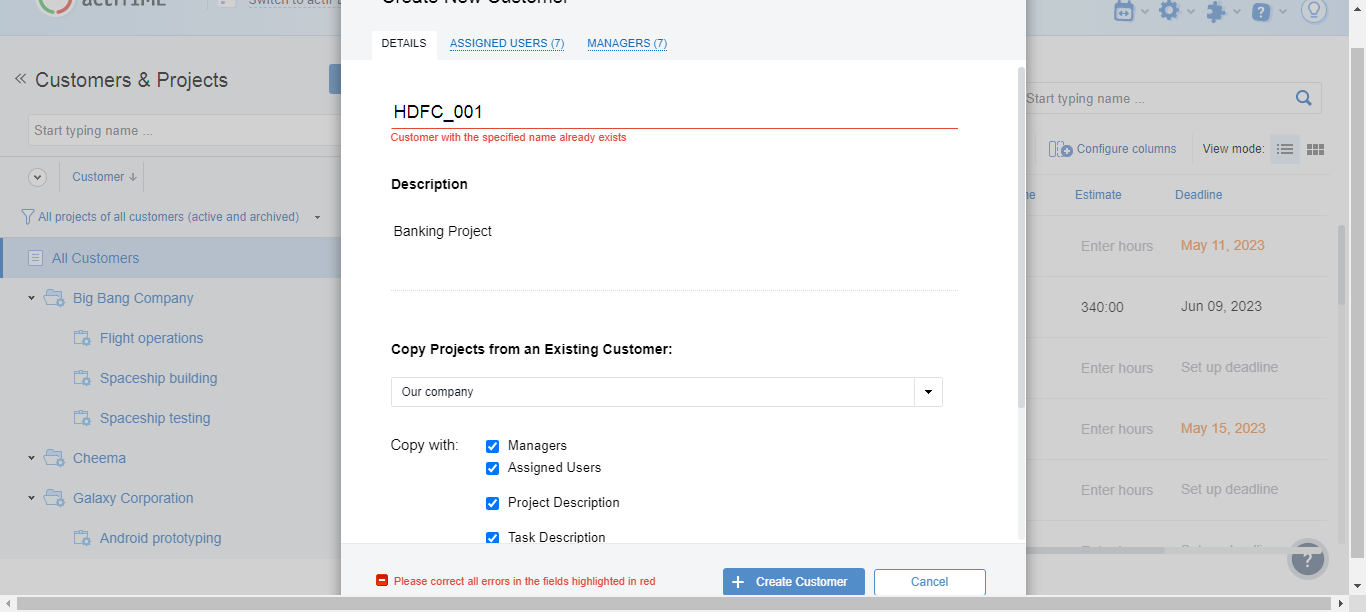 actiTIME
Create New Customer
DETAILS
ASSIGNED USERS (7)
MANAGERS (7)
Customers & Projects
Start typing name ...
Customer
All projects of all customers (active and archived)
All Customers
Big Bang Company
Flight operations
Spaceship building
Spaceship testing
Cheema
Galaxy Corporation
Android prototyping
HDFC_001
Customer with the specified name already exists
Description
Banking Project
Copy Projects from an Existing Customer:
Our company
Copy with:
Managers
Assigned Users
Project Description
Task Description
Please correct all errors in the fields highlighted in red
Create Customer
Cancel
Start typing name ...
Configure columns
View mode:
Estimate
Deadline
Enter hours
May 11, 2023
340:00
Jun 09, 2023
Enter hours
Set up deadline
Enter hours
May 15, 2023
Enter hours
Set up deadline
?